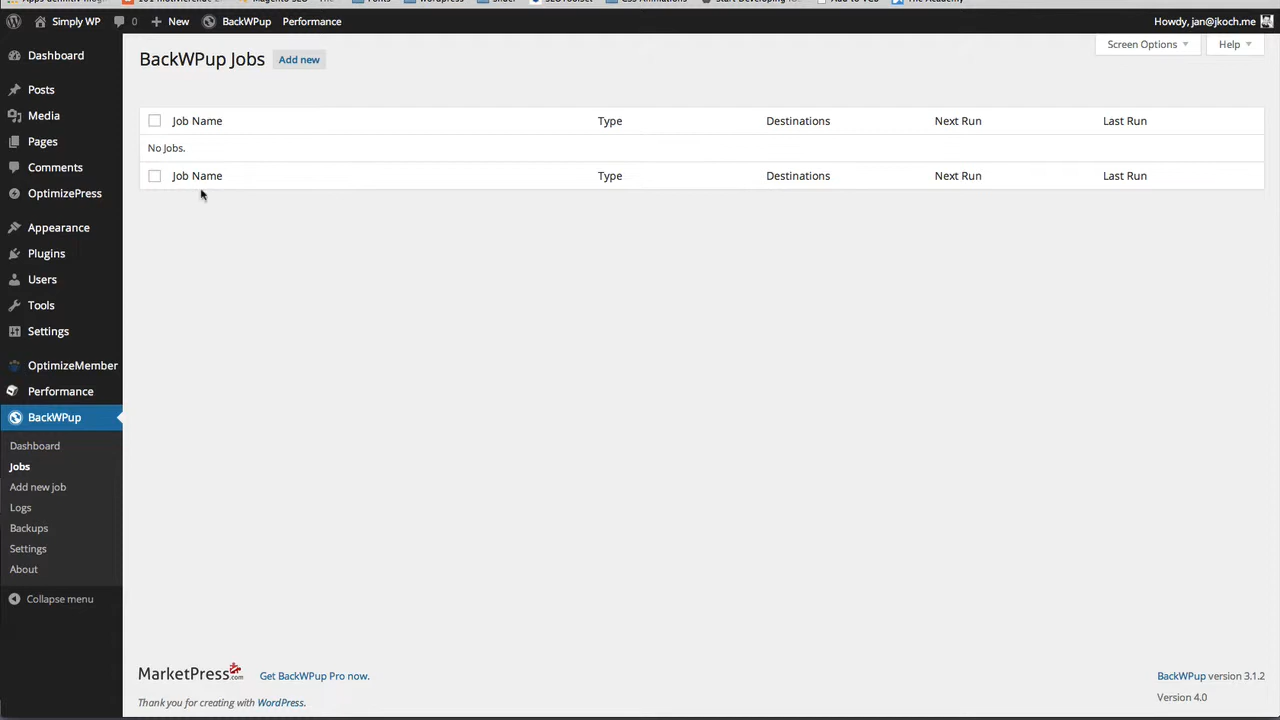 Simply WP 0 New BackWPup Performance Howdy, jan@jkoch.me
Screen Options Help
BackWPup Jobs Add new
Dashboard
Posts
Media
Pages
Comments
OptimizePress
Appearance
Plugins
Users
Tools
Settings
OptimizeMember
Performance
BackWPup
Dashboard
Jobs
Add new job
Logs
Backups
Settings
About
Collapse menu
Job Name Type Destinations Next Run Last Run
No Jobs.
Job Name Type Destinations Next Run Last Run
MarketPress.com Get BackWPup Pro now.
BackWPup version 3.1.2
Thank you for creating with WordPress.
Version 4.0